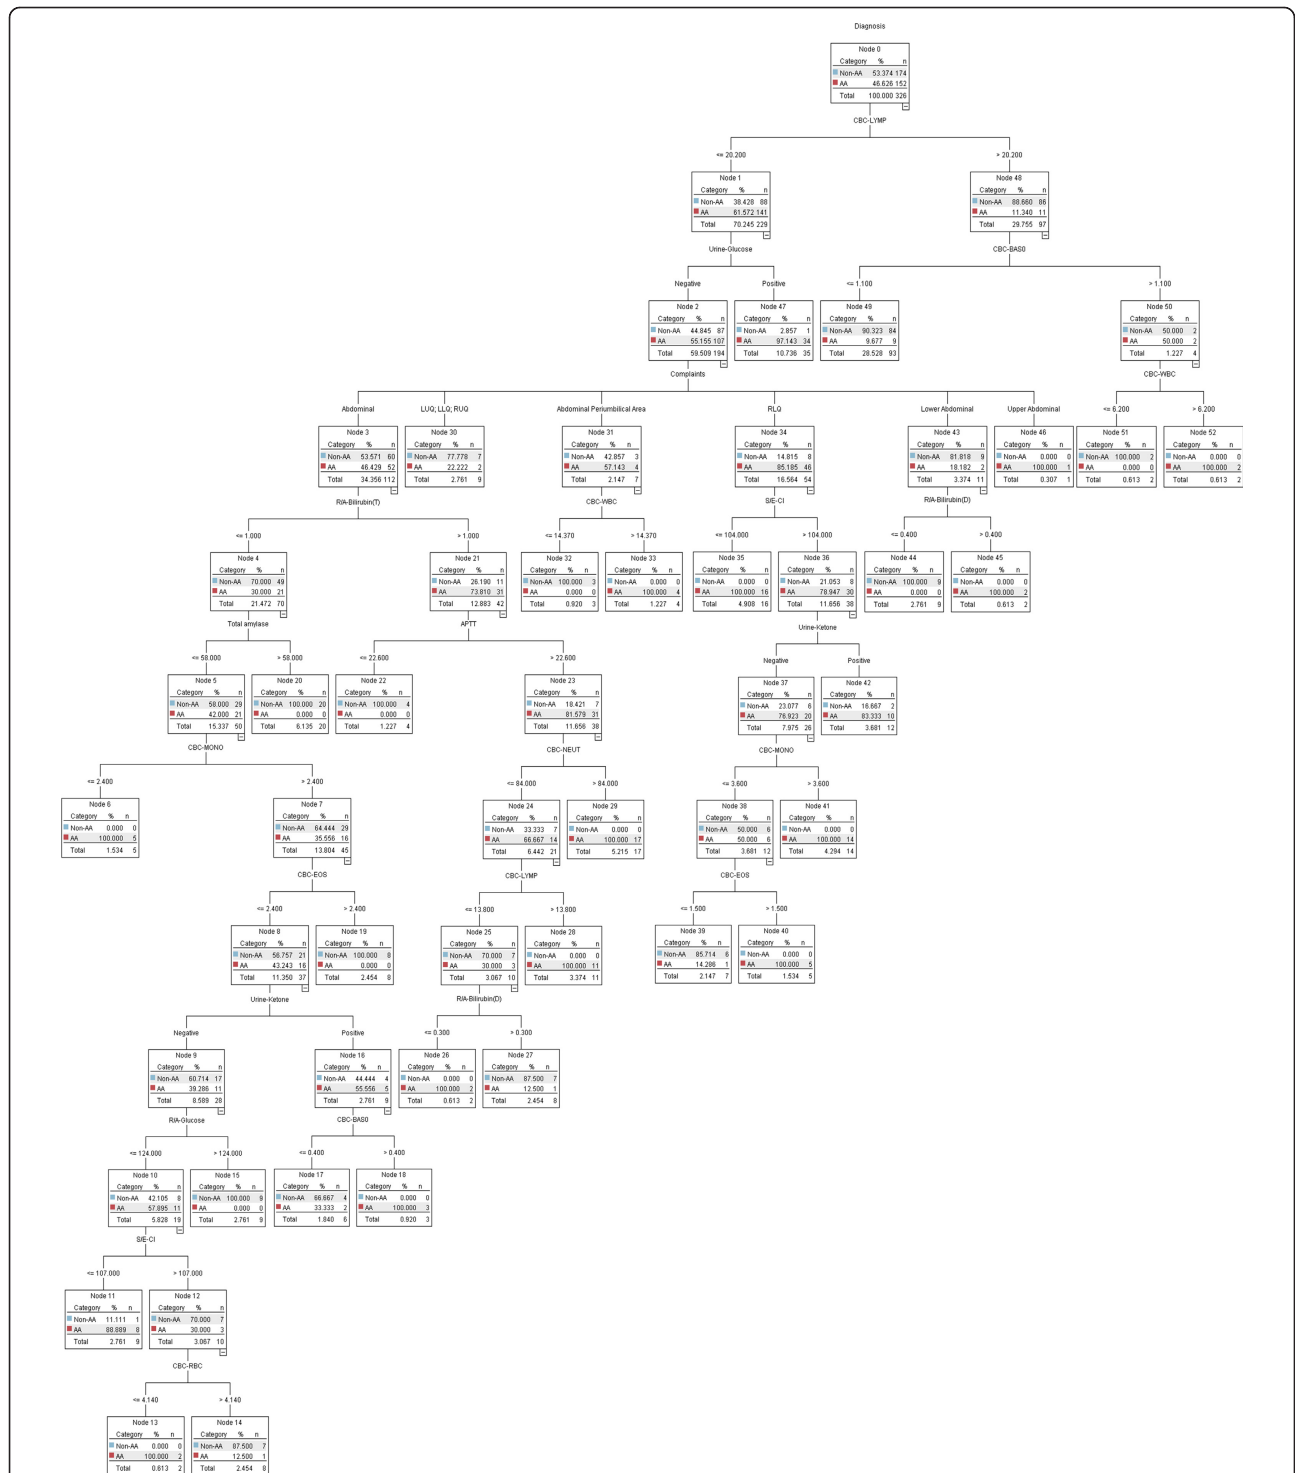 Diagnosis
Node 0
Category % n
Non-AA 53.374 174
AA 46.626 152
Total 100.000 326
CBC-LYMP
<= 20.200 > 20.200
Node 1
Category % n
Non-AA 38.428 88
AA 61.572 141
Total 70.245 229
Urine-Glucose
Node 48
Category % n
Non-AA 88.660 86
AA 11.340 11
Total 29.755 97
CBC-BAS0
Negative Positive <= 1.100 > 1.100
Node 2
Category % n
Non-AA 44.845 87
AA 55.155 107
Total 59.509 194
Complaints
Node 47
Category % n
Non-AA 2.857 1
AA 97.143 34
Total 10.736 35
Node 49
Category % n
Non-AA 90.323 84
AA 9.677 9
Total 28.528 93
Node 50
Category % n
Non-AA 50.000 2
AA 50.000 2
Total 1.227 4
CBC-WBC
Abdominal LUQ; LLQ; RUQ Abdominal Periumbilical Area RLQ Lower Abdominal Upper Abdominal <= 6.200 > 6.200
Node 3
Category % n
Non-AA 53.571 60
AA 46.429 52
Total 34.356 112
R/A-Bilirubin(T)
Node 30
Category % n
Non-AA 77.778 7
AA 22.222 2
Total 2.761 9
Node 31
Category % n
Non-AA 42.857 3
AA 57.143 4
Total 2.147 7
CBC-WBC
Node 34
Category % n
Non-AA 14.815 8
AA 85.185 46
Total 16.564 54
S/E-Cl
Node 43
Category % n
Non-AA 81.818 9
AA 18.182 2
Total 3.374 11
R/A-Bilirubin(D)
Node 46
Category % n
Non-AA 0.000 0
AA 100.000 1
Total 0.307 1
Node 51
Category % n
Non-AA 100.000 2
AA 0.000 0
Total 0.613 2
Node 52
Category % n
Non-AA 0.000 0
AA 100.000 2
Total 0.613 2
<= 1.000 > 1.000 <= 14.370 > 14.370 <= 104.000 > 104.000 <= 0.400 > 0.400
Node 4
Category % n
Non-AA 70.000 49
AA 30.000 21
Total 21.472 70
Total amylase
Node 21
Category % n
Non-AA 26.190 11
AA 73.810 31
Total 12.883 42
APTT
Node 32
Category % n
Non-AA 100.000 3
AA 0.000 0
Total 0.920 3
Node 33
Category % n
Non-AA 0.000 0
AA 100.000 4
Total 1.227 4
Node 35
Category % n
Non-AA 0.000 0
AA 100.000 16
Total 4.908 16
Node 36
Category % n
Non-AA 21.053 8
AA 78.947 30
Total 11.656 38
Urine-Ketone
Node 44
Category % n
Non-AA 100.000 9
AA 0.000 0
Total 2.761 9
Node 45
Category % n
Non-AA 0.000 0
AA 100.000 2
Total 0.613 2
<= 58.000 > 58.000 <= 22.600 > 22.600 Negative Positive
Node 5
Category % n
Non-AA 58.000 29
AA 42.000 21
Total 15.337 50
CBC-MONO
Node 20
Category % n
Non-AA 100.000 20
AA 0.000 0
Total 6.135 20
Node 22
Category % n
Non-AA 100.000 4
AA 0.000 0
Total 1.227 4
Node 23
Category % n
Non-AA 18.421 7
AA 81.579 31
Total 11.656 38
CBC-NEUT
Node 37
Category % n
Non-AA 23.077 6
AA 76.923 20
Total 7.975 26
CBC-MONO
Node 42
Category % n
Non-AA 16.667 2
AA 83.333 10
Total 3.681 12
<= 2.400 > 2.400 <= 84.000 > 84.000 <= 3.600 > 3.600
Node 6
Category % n
Non-AA 0.000 0
AA 100.000 5
Total 1.534 5
Node 7
Category % n
Non-AA 64.444 29
AA 35.556 16
Total 13.804 45
CBC-EOS
Node 24
Category % n
Non-AA 33.333 7
AA 66.667 14
Total 6.442 21
CBC-LYMP
Node 29
Category % n
Non-AA 0.000 0
AA 100.000 17
Total 5.215 17
Node 38
Category % n
Non-AA 50.000 6
AA 50.000 6
Total 3.681 12
CBC-EOS
Node 41
Category % n
Non-AA 0.000 0
AA 100.000 14
Total 4.294 14
<= 2.400 > 2.400 <= 13.800 > 13.800 <= 1.500 > 1.500
Node 8
Category % n
Non-AA 56.757 21
AA 43.243 16
Total 11.350 37
Urine-Ketone
Node 19
Category % n
Non-AA 100.000 8
AA 0.000 0
Total 2.454 8
Node 25
Category % n
Non-AA 70.000 7
AA 30.000 3
Total 3.067 10
R/A-Bilirubin(D)
Node 28
Category % n
Non-AA 0.000 0
AA 100.000 11
Total 3.374 11
Node 39
Category % n
Non-AA 85.714 6
AA 14.286 1
Total 2.147 7
Node 40
Category % n
Non-AA 0.000 0
AA 100.000 5
Total 1.534 5
Negative Positive <= 0.300 > 0.300
Node 9
Category % n
Non-AA 60.714 17
AA 39.286 11
Total 8.589 28
R/A-Glucose
Node 16
Category % n
Non-AA 44.444 4
AA 55.556 5
Total 2.761 9
CBC-BAS0
Node 26
Category % n
Non-AA 0.000 0
AA 100.000 2
Total 0.613 2
Node 27
Category % n
Non-AA 87.500 7
AA 12.500 1
Total 2.454 8
<= 124.000 > 124.000 <= 0.400 > 0.400
Node 10
Category % n
Non-AA 42.105 8
AA 57.895 11
Total 5.828 19
S/E-Cl
Node 15
Category % n
Non-AA 100.000 9
AA 0.000 0
Total 2.761 9
Node 17
Category % n
Non-AA 66.667 4
AA 33.333 2
Total 1.840 6
Node 18
Category % n
Non-AA 0.000 0
AA 100.000 3
Total 0.920 3
<= 107.000 > 107.000
Node 11
Category % n
Non-AA 11.111 1
AA 88.889 8
Total 2.761 9
Node 12
Category % n
Non-AA 70.000 7
AA 30.000 3
Total 3.067 10
CBC-RBC
<= 4.140 > 4.140
Node 13
Category % n
Non-AA 0.000 0
AA 100.000 2
Total 0.613 2
Node 14
Category % n
Non-AA 87.500 7
AA 12.500 1
Total 2.454 8